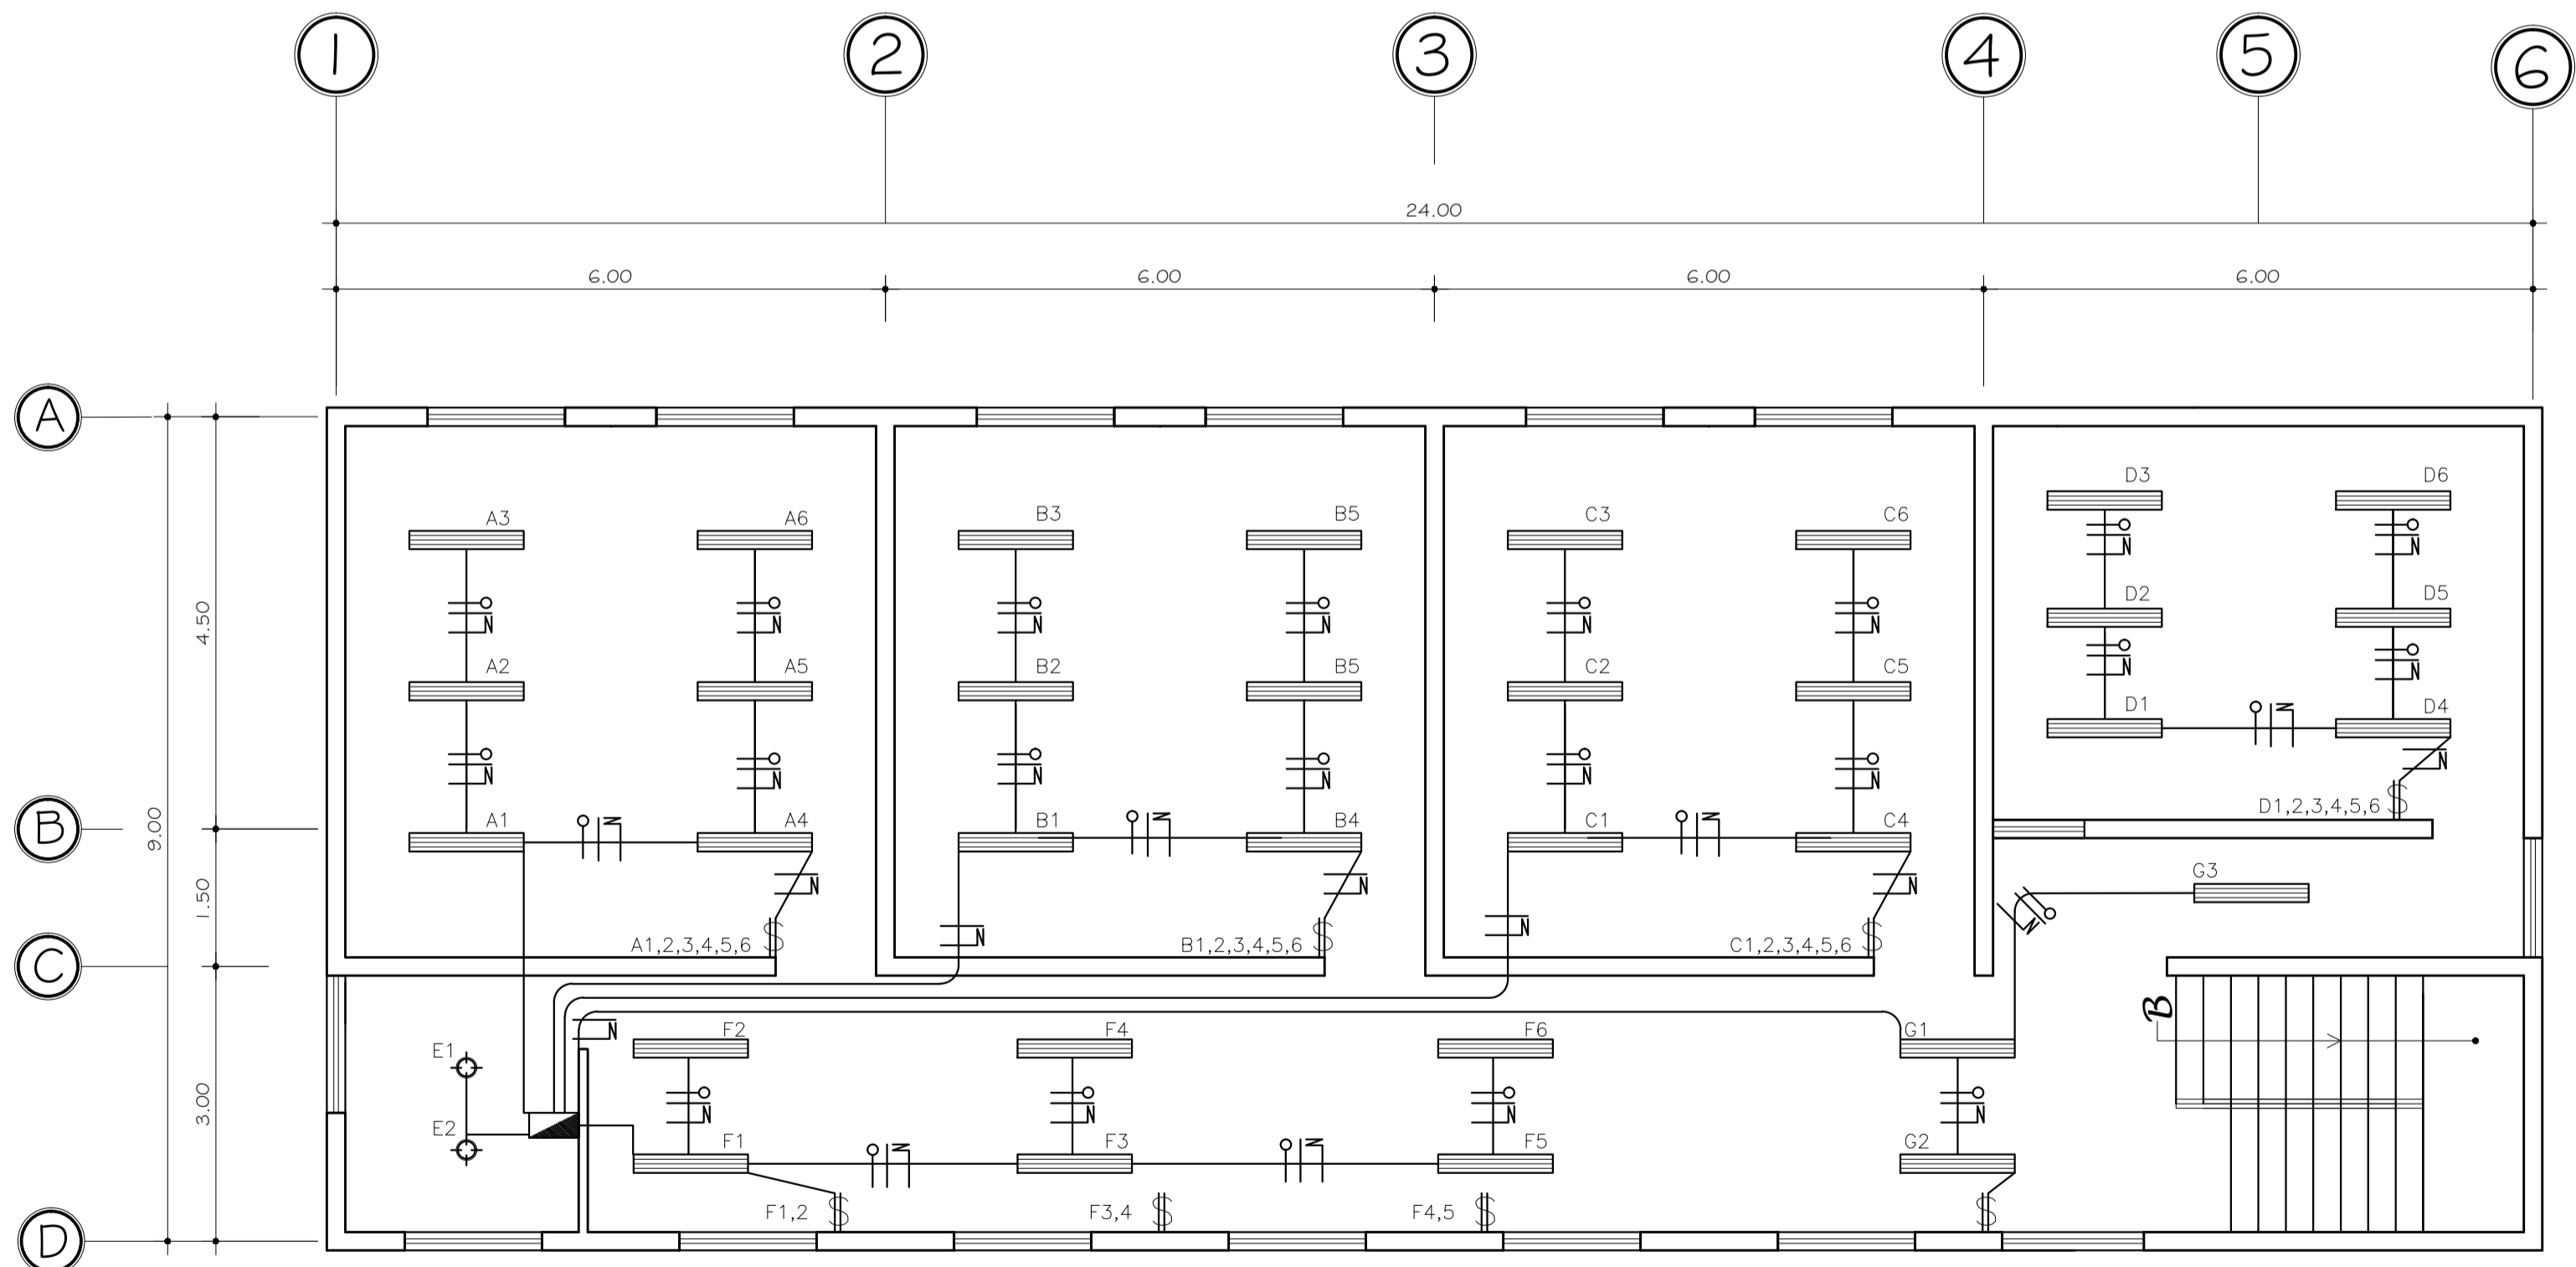 1 2 3 4 5 6
24.00
6.00 6.00 6.00 6.00
A
D3 D6
A3 A6 B3 B5 C3 C6
N N
4.50
D2 D5
N N N N N N
A2 A5 B2 B5 C2 C5
N N
D1 N D4
N N N N N N
N
B
9.00
D1,2,3,4,5,6 $
A1 N A4 B1 N B4 C1 N C4
G3
N N N
1.50
N N N
A1,2,3,4,5,6 $ B1,2,3,4,5,6 $ C1,2,3,4,5,6 $
C
B
N
F2 F4 F6 G1
E1
3.00
N N N N
E2
F1 N F3 N F5 G2
F1,2 $ F3,4 $ F4,5 $ $
D